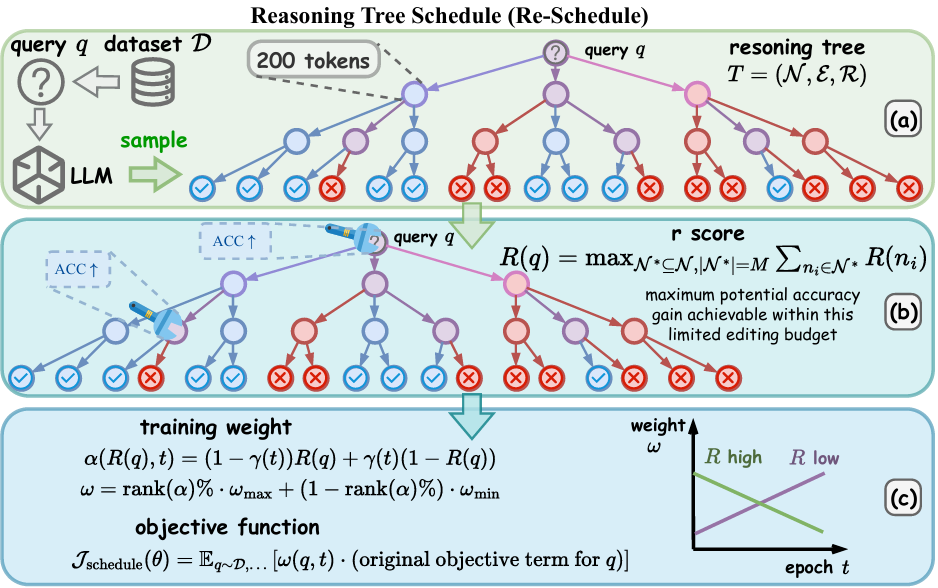 Reasoning Tree Schedule (Re-Schedule)
query q dataset D
?
LLM
sample
200 tokens
? query q
resoning tree
T = (N, E, R)
(a)
ACC↑
ACC↑
? query q
r score
R(q) = max_{N*⊆N,|N*|=M} ∑_{n_i∈N*} R(n_i)
maximum potential accuracy
gain achievable within this
limited editing budget
(b)
training weight
α(R(q), t) = (1 − γ(t))R(q) + γ(t)(1 − R(q))
ω = rank(α)% · ω_max + (1 − rank(α)%) · ω_min
objective function
J_schedule(θ) = E_{q∼D,...} [ω(q, t) · (original objective term for q)]
weight
ω
R high
R low
epoch t
(c)